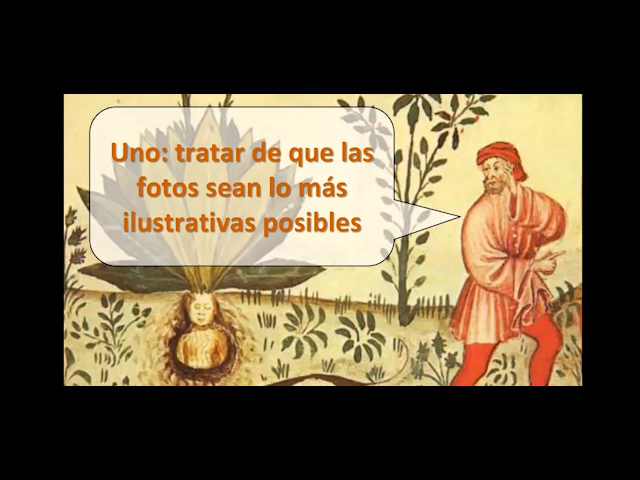 Uno: tratar de que las
fotos sean lo más
ilustrativas posibles